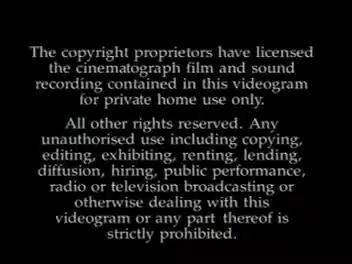 The copyright proprietors have licensed
the cinematograph film and sound
recording contained in this videogram
for private home use only.
All other rights reserved. Any
unauthorised use including copying,
editing, exhibiting, renting, lending,
diffusion, hiring, public performance,
radio or television broadcasting or
otherwise dealing with this
videogram or any part thereof is
strictly prohibited.